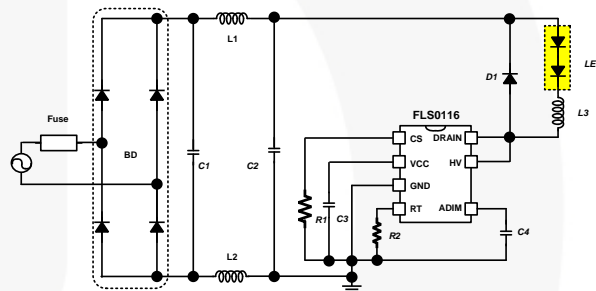 L1
D1
LE
L3
FLS0116
CS
DRAIN
VCC
HV
GND
RT
ADIM
Fuse
BD
C1
C2
R1
C3
R2
C4
L2